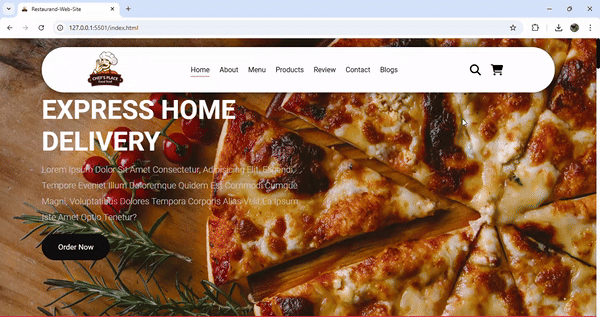 Restaurand-Web-Site
127.0.0.1:5501/index.html
CHEF'S PLACE
Home
About
Menu
Products
Review
Contact
Blogs
EXPRESS HOME
DELIVERY
Lorem Ipsum Dolor Sit Amet Consectetur, Adipisicing Elit. Eligendi,
Tempore Eveniet Illum Doloremque Quidem Est Commodi Cumque
Magni, Voluptatibus Dolores Tempora Corporis Alias Velit Ea Ipsum
Iste Amet Optio Tenetur?
Order Now